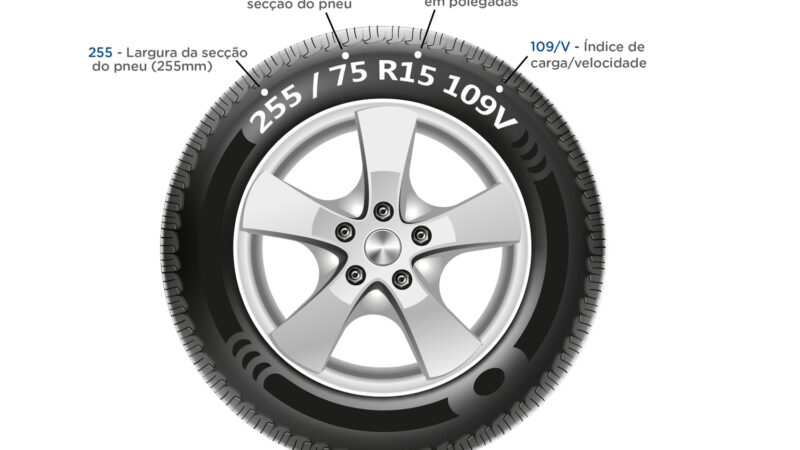 secção do pneu
em polegadas
255 - Largura da secção
do pneu (255mm)
109/V - Índice de
carga/velocidade
255 / 75 R15 109V